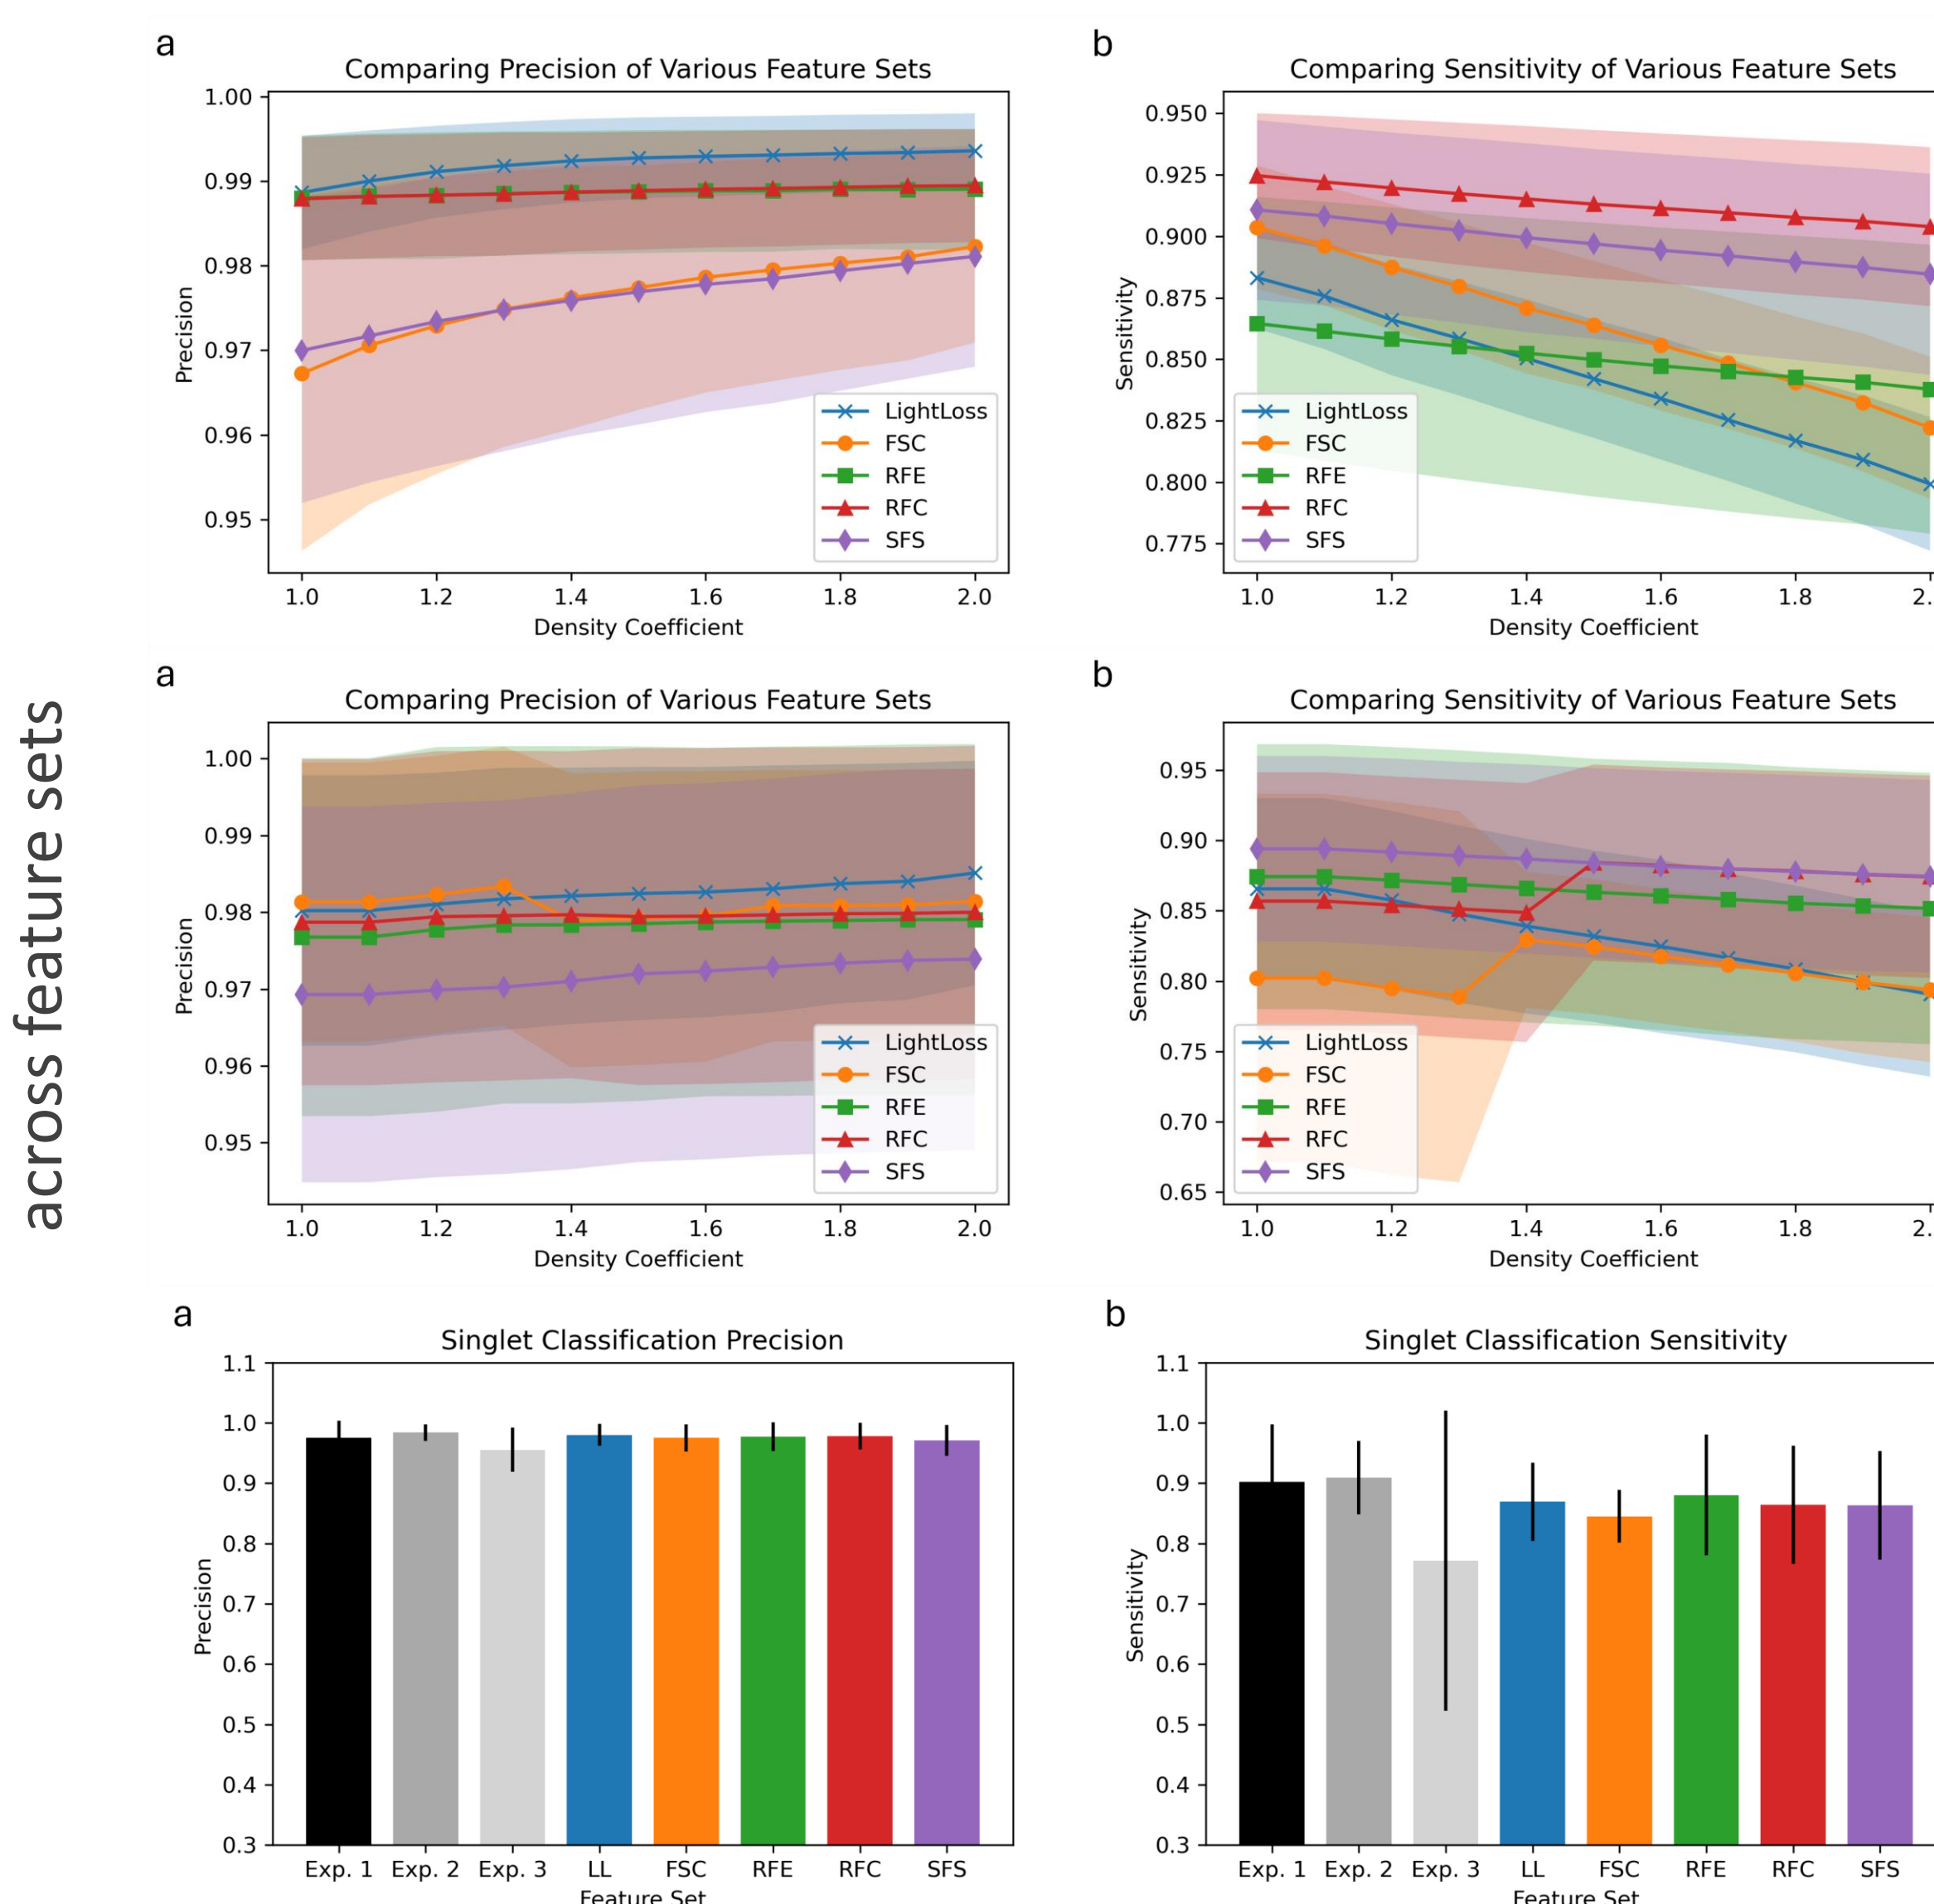 across feature sets
a
Comparing Precision of Various Feature Sets
1.00
0.99
0.98
0.97
0.96
0.95
Precision
LightLoss
FSC
RFE
RFC
SFS
1.0 1.2 1.4 1.6 1.8 2.0
Density Coefficient
b
Comparing Sensitivity of Various Feature Sets
0.950
0.925
0.900
0.875
0.850
0.825
0.800
0.775
Sensitivity
LightLoss
FSC
RFE
RFC
SFS
1.0 1.2 1.4 1.6 1.8 2.
Density Coefficient
a
Comparing Precision of Various Feature Sets
1.00
0.99
0.98
0.97
0.96
0.95
Precision
LightLoss
FSC
RFE
RFC
SFS
1.0 1.2 1.4 1.6 1.8 2.0
Density Coefficient
b
Comparing Sensitivity of Various Feature Sets
0.95
0.90
0.85
0.80
0.75
0.70
0.65
Sensitivity
LightLoss
FSC
RFE
RFC
SFS
1.0 1.2 1.4 1.6 1.8 2.
Density Coefficient
a
Singlet Classification Precision
1.1
1.0
0.9
0.8
0.7
0.6
0.5
0.4
0.3
Precision
Exp. 1 Exp. 2 Exp. 3 LL FSC RFE RFC SFS
Feature Set
b
Singlet Classification Sensitivity
1.1
1.0
0.9
0.8
0.7
0.6
0.5
0.4
0.3
Sensitivity
Exp. 1 Exp. 2 Exp. 3 LL FSC RFE RFC SFS
Feature Set